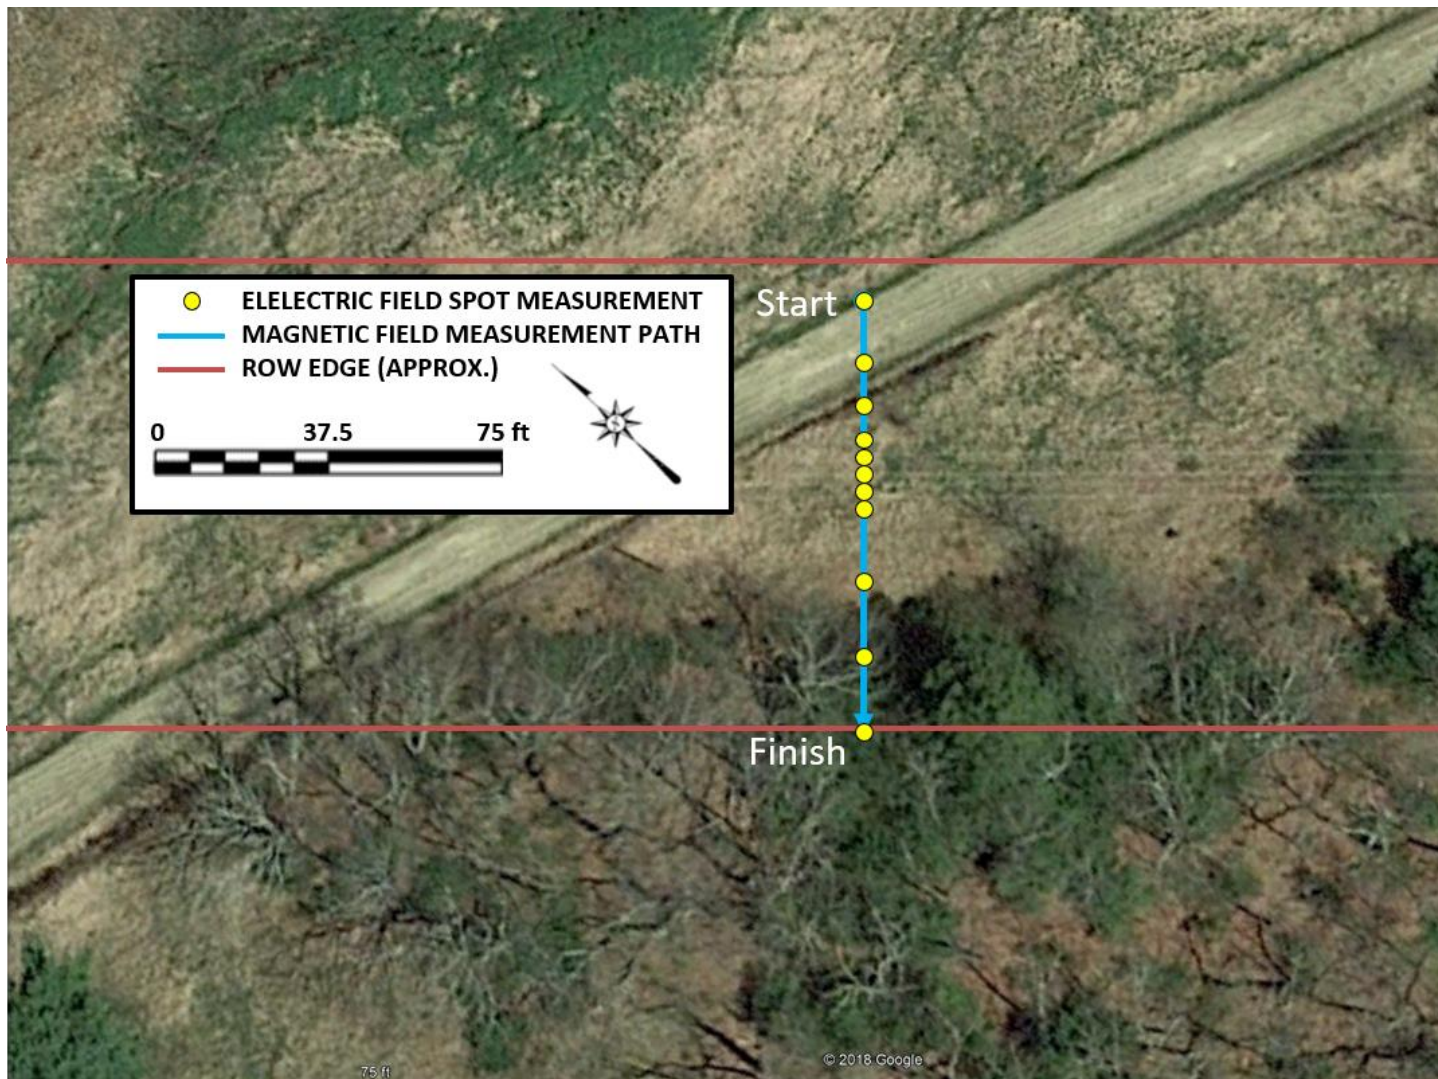 ELELECTRIC FIELD SPOT MEASUREMENT
MAGNETIC FIELD MEASUREMENT PATH
ROW EDGE (APPROX.)
0 37.5 75 ft
Start
Finish
© 2018 Google
75 ft